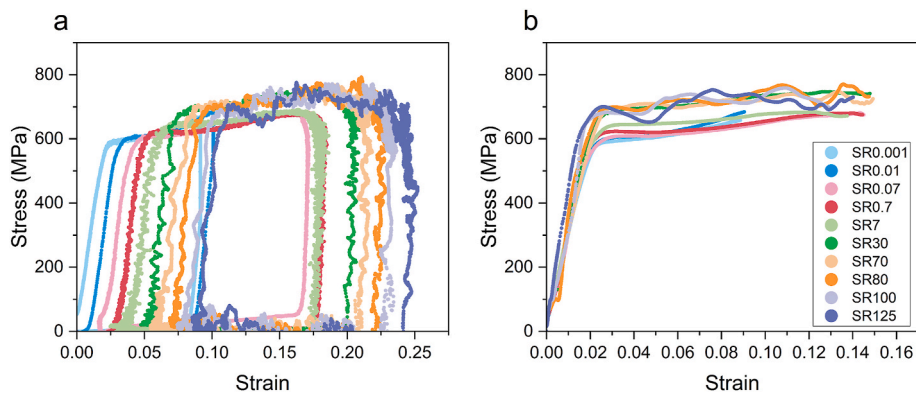 a
b
800
600
400
200
0
Stress (MPa)
0.00 0.05 0.10 0.15 0.20 0.25
Strain
800
600
400
200
0
Stress (MPa)
0.00 0.02 0.04 0.06 0.08 0.10 0.12 0.14 0.16
Strain
SR0.001
SR0.01
SR0.07
SR0.7
SR7
SR30
SR70
SR80
SR100
SR125